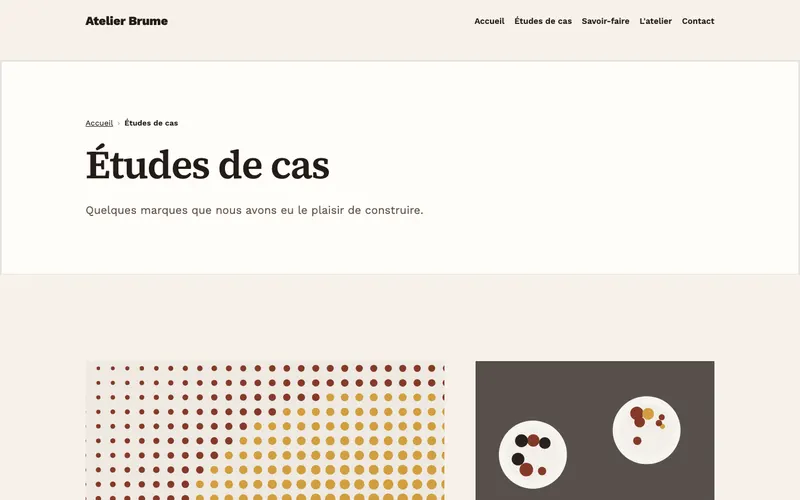 Atelier Brume
Accueil Études de cas Savoir-faire L'atelier Contact
Accueil › Études de cas
Études de cas
Quelques marques que nous avons eu le plaisir de construire.